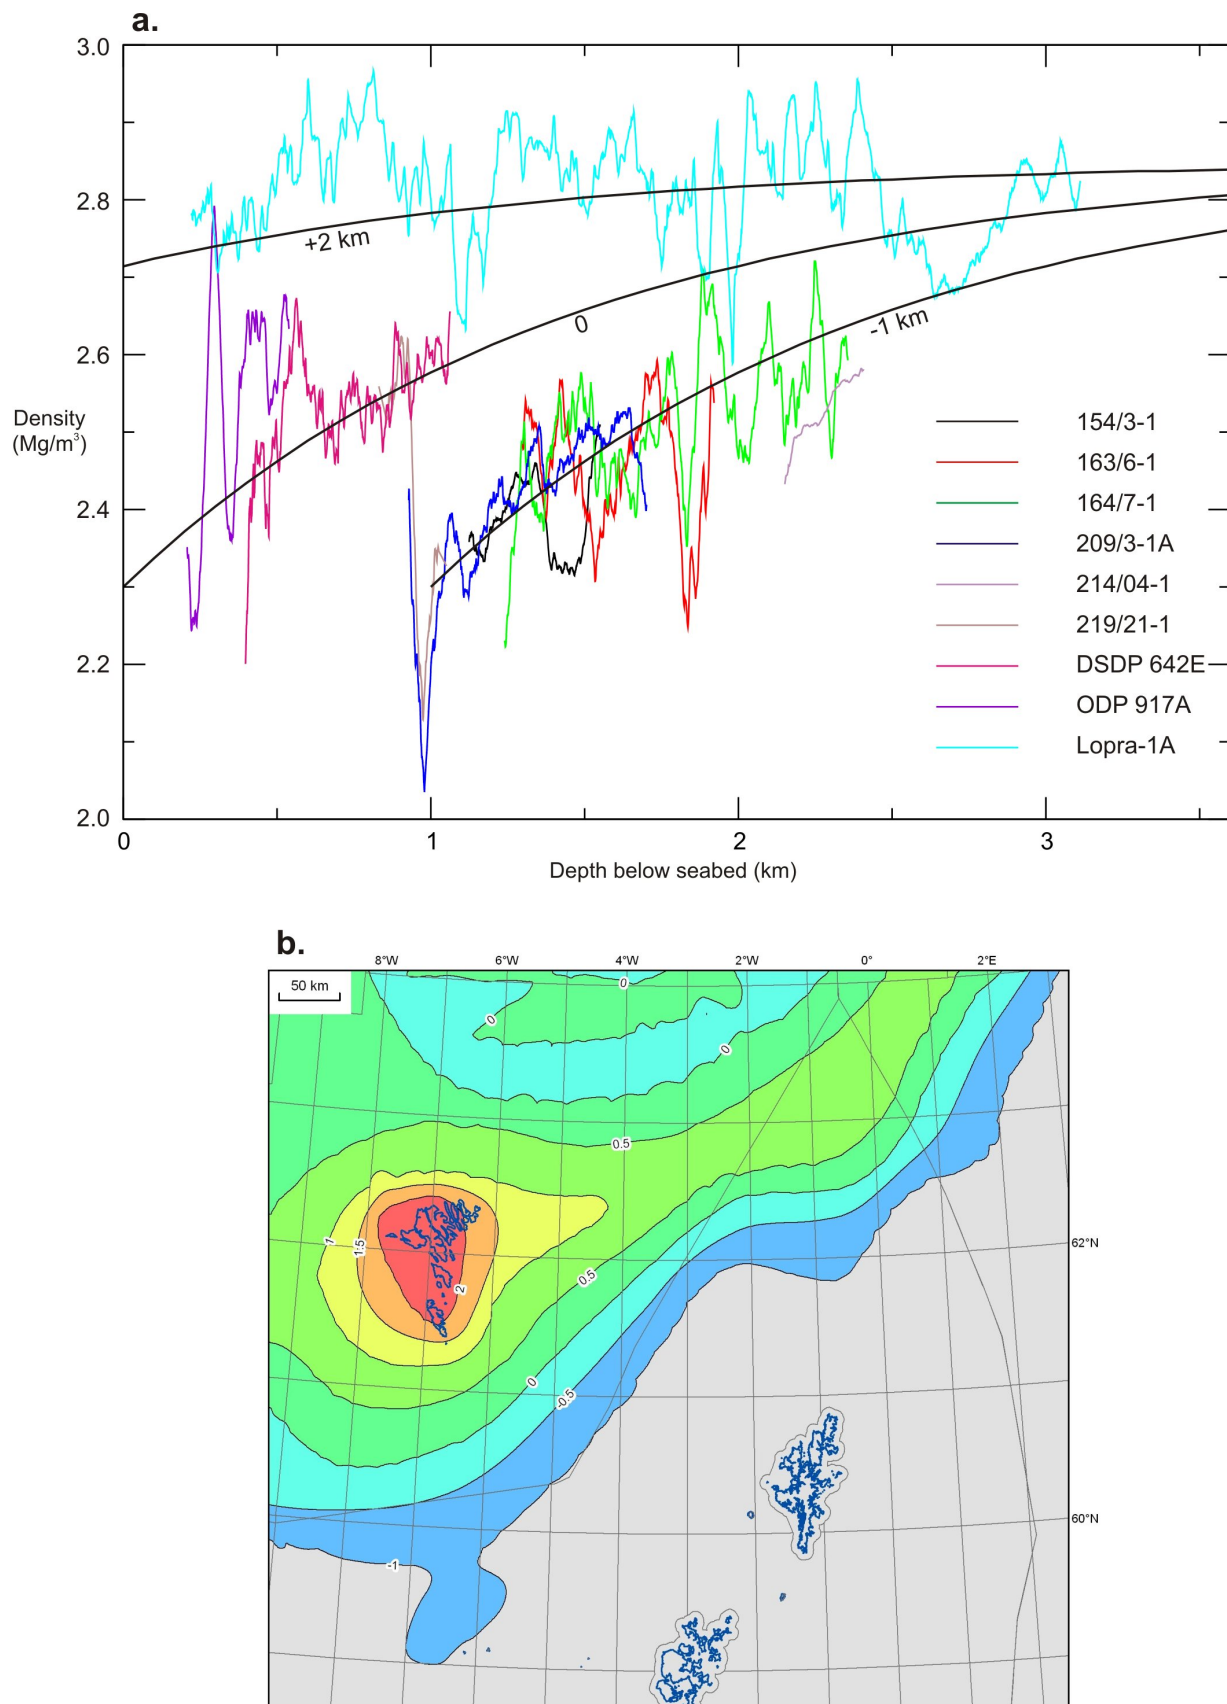 a.
3.0
2.8
2.6
2.4
2.2
2.0
Density
(Mg/m³)
+2 km
0
-1 km
154/3-1
163/6-1
164/7-1
209/3-1A
214/04-1
219/21-1
DSDP 642E
ODP 917A
Lopra-1A
0 1 2 3
Depth below seabed (km)
b.
8°W 6°W 4°W 2°W 0° 2°E
50 km
0
0
0
0.5
1
1.5
2
0.5
0
-0.5
-1
62°N
60°N